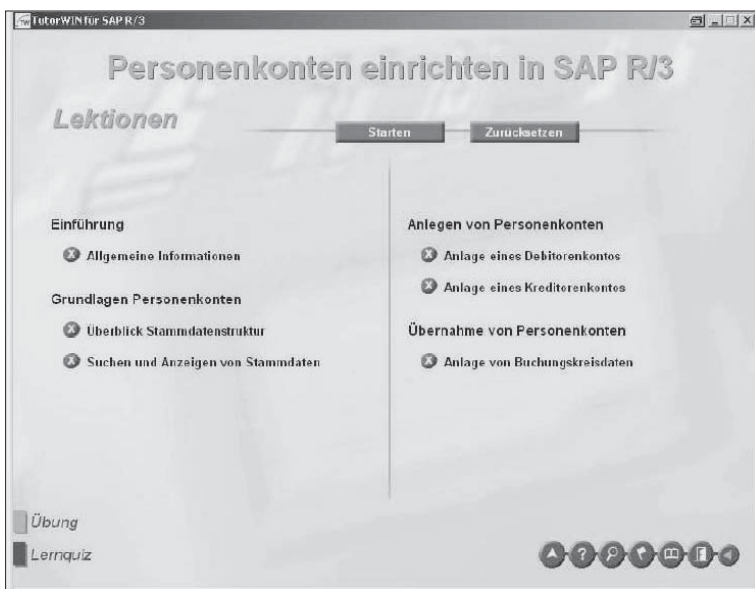 TutorWIN für SAP R/3
Personenkonten einrichten in SAP R/3
Lektionen
Starten
Zurücksetzen
Einführung
Allgemeine Informationen
Grundlagen Personenkonten
Überblick Stammdatenstruktur
Suchen und Anzeigen von Stammdaten
Anlegen von Personenkonten
Anlage eines Debitorenkontos
Anlage eines Kreditorenkontos
Übernahme von Personenkonten
Anlage von Buchungskreisdaten
Übung
Lernquiz